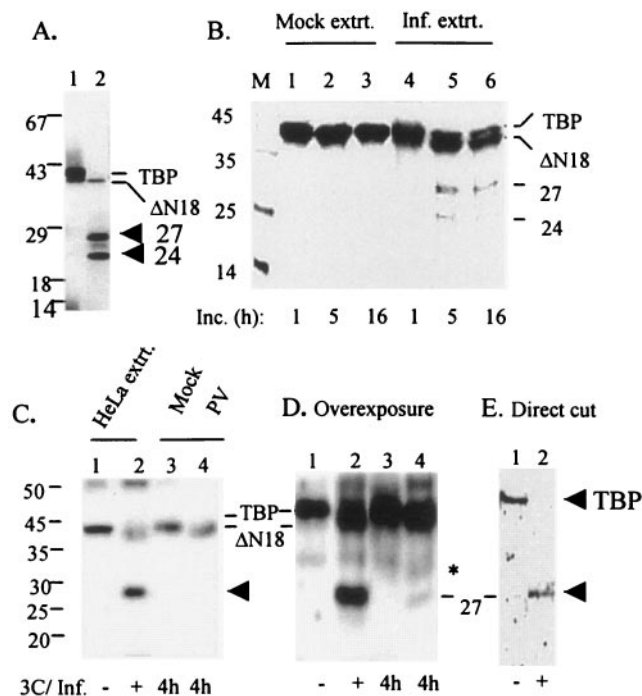 A.
1 2
67
43
29
18
14
TBP
ΔN18
27
24
B.
Mock extrt. Inf. extrt.
M 1 2 3 4 5 6
45
35
25
14
TBP
ΔN18
27
24
Inc. (h): 1 5 16 1 5 16
C.
HeLa extrt.
Mock
PV
1 2 3 4
50
45
35
30
25
20
TBP
ΔN18
3C/ Inf. - + 4h 4h
D. Overexposure
1 2 3 4
*
27
- + 4h 4h
E. Direct cut
1 2
TBP
- +